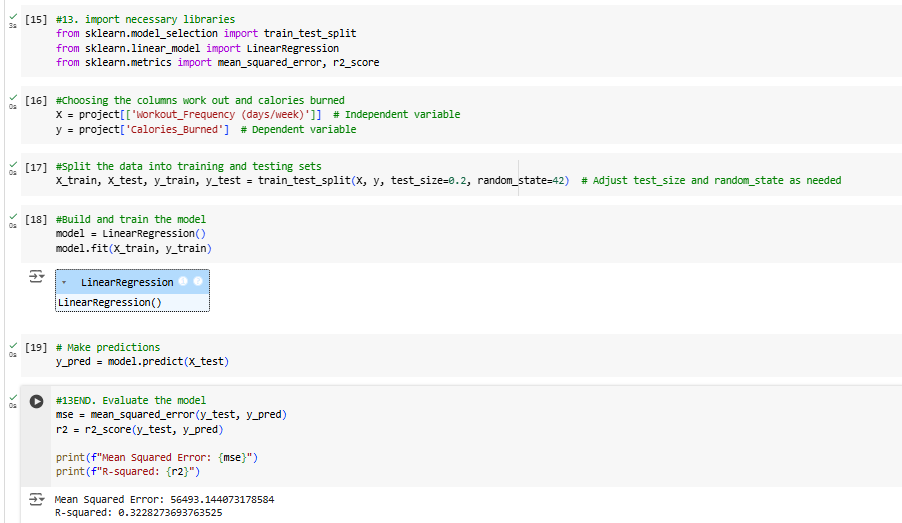 [15] #13. import necessary libraries
3s
from sklearn.model_selection import train_test_split
from sklearn.linear_model import LinearRegression
from sklearn.metrics import mean_squared_error, r2_score
[16] #Choosing the columns work out and calories burned
0s
X = project[['Workout_Frequency (days/week)']]  # Independent variable
y = project['Calories_Burned']  # Dependent variable
[17] #Split the data into training and testing sets
0s
X_train, X_test, y_train, y_test = train_test_split(X, y, test_size=0.2, random_state=42)  # Adjust test_size and random_state as needed
[18] #Build and train the model
0s
model = LinearRegression()
model.fit(X_train, y_train)
LinearRegression
LinearRegression()
[19] # Make predictions
0s
y_pred = model.predict(X_test)
#13END. Evaluate the model
0s
mse = mean_squared_error(y_test, y_pred)
r2 = r2_score(y_test, y_pred)
print(f"Mean Squared Error: {mse}")
print(f"R-squared: {r2}")
Mean Squared Error: 56493.144073178584
R-squared: 0.3228273693763525